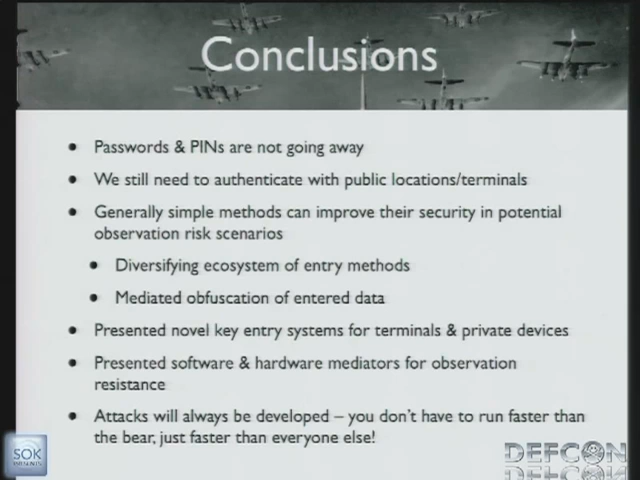 Conclusions
Passwords & PINs are not going away
We still need to authenticate with public locations/terminals
Generally simple methods can improve their security in potential
observation risk scenarios
Diversifying ecosystem of entry methods
Mediated obfuscation of entered data
Presented novel key entry systems for terminals & private devices
Presented software & hardware mediators for observation
resistance
Attacks will always be developed – you don't have to run faster than
the bear, just faster than everyone else!
SOK
DEFCON